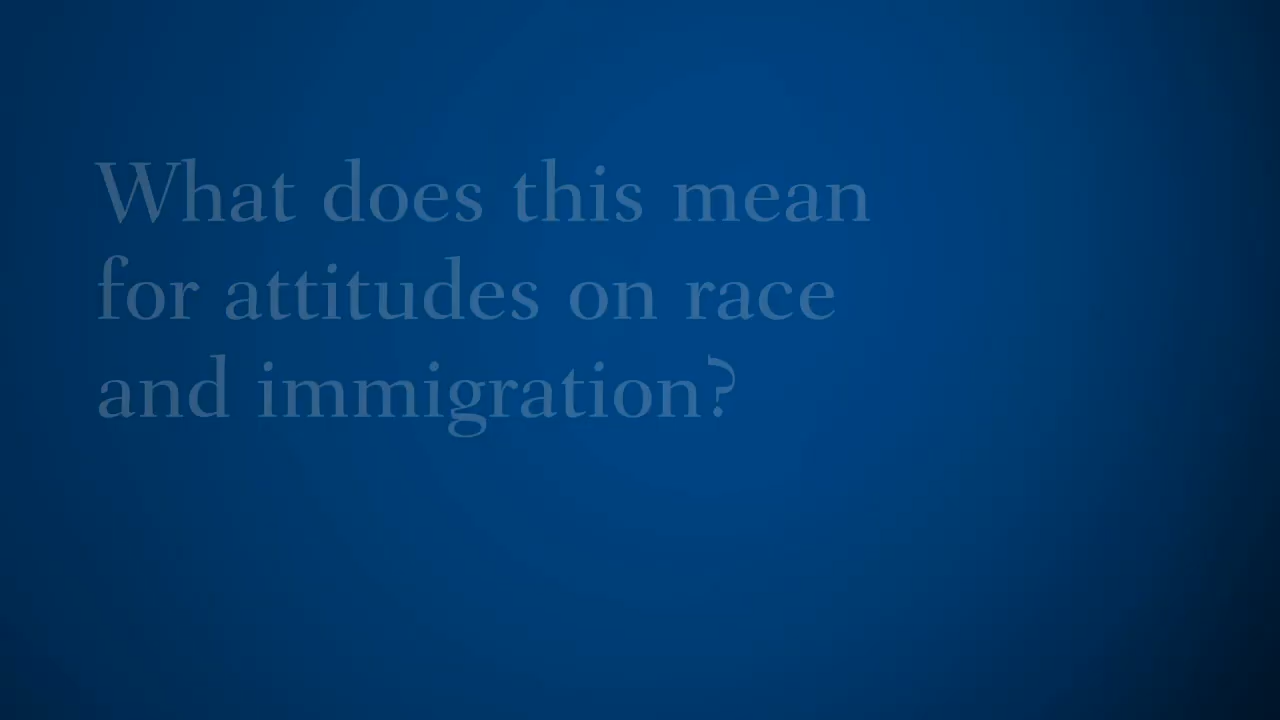 What does this mean
for attitudes on race
and immigration?